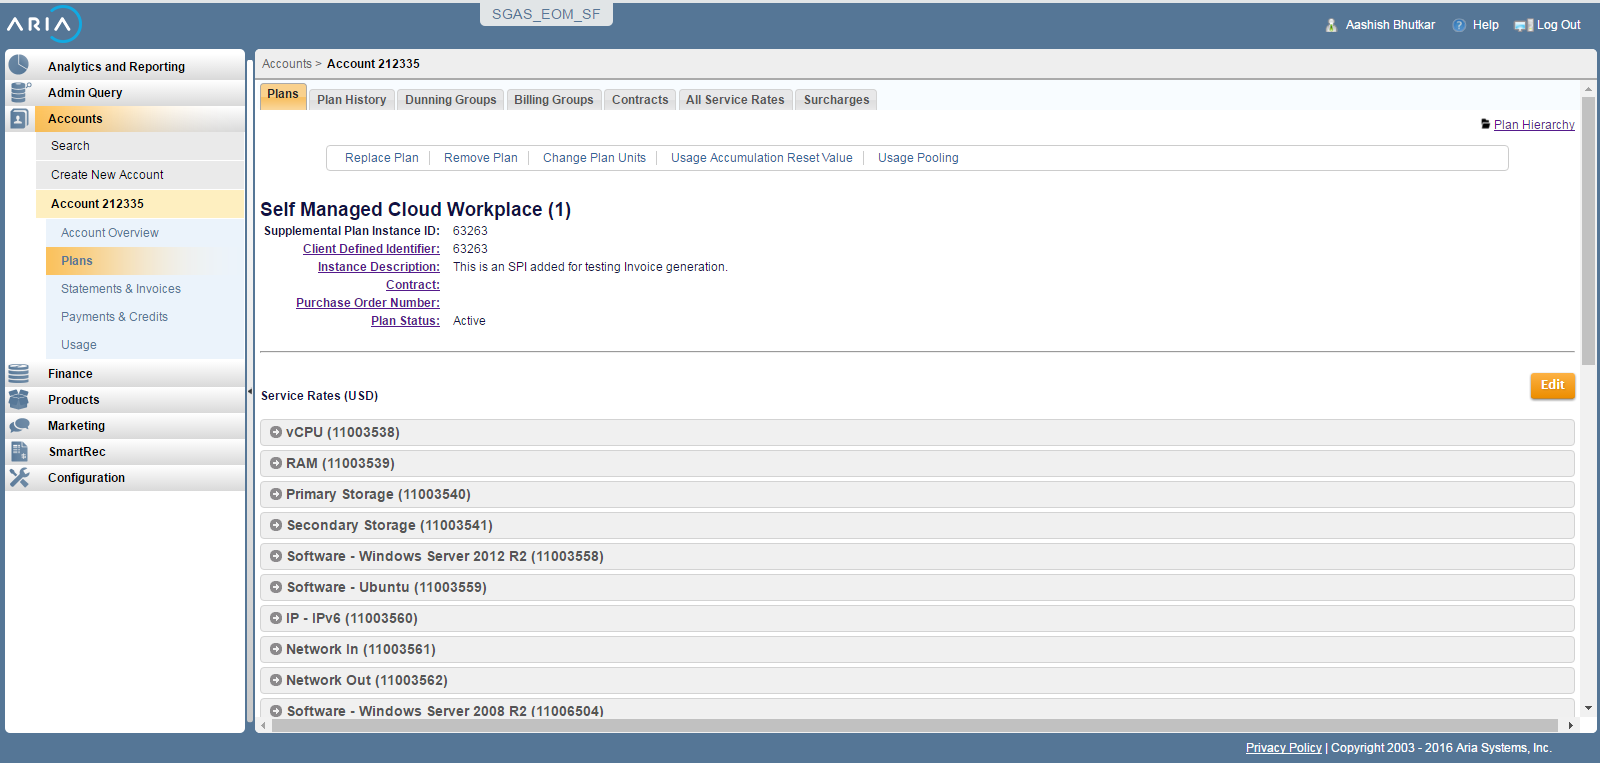 ARIA
SGAS_EOM_SF
Aashish Bhutkar
Help
Log Out
Analytics and Reporting
Admin Query
Accounts
Search
Create New Account
Account 212335
Account Overview
Plans
Statements & Invoices
Payments & Credits
Usage
Finance
Products
Marketing
SmartRec
Configuration
Accounts > Account 212335
Plans
Plan History
Dunning Groups
Billing Groups
Contracts
All Service Rates
Surcharges
Plan Hierarchy
Replace Plan
Remove Plan
Change Plan Units
Usage Accumulation Reset Value
Usage Pooling
Self Managed Cloud Workplace (1)
Supplemental Plan Instance ID: 63263
Client Defined Identifier: 63263
Instance Description: This is an SPI added for testing Invoice generation.
Contract:
Purchase Order Number:
Plan Status: Active
Service Rates (USD)
Edit
vCPU (11003538)
RAM (11003539)
Primary Storage (11003540)
Secondary Storage (11003541)
Software - Windows Server 2012 R2 (11003558)
Software - Ubuntu (11003559)
IP - IPv6 (11003560)
Network In (11003561)
Network Out (11003562)
Software - Windows Server 2008 R2 (11006504)
Privacy Policy | Copyright 2003 - 2016 Aria Systems, Inc.